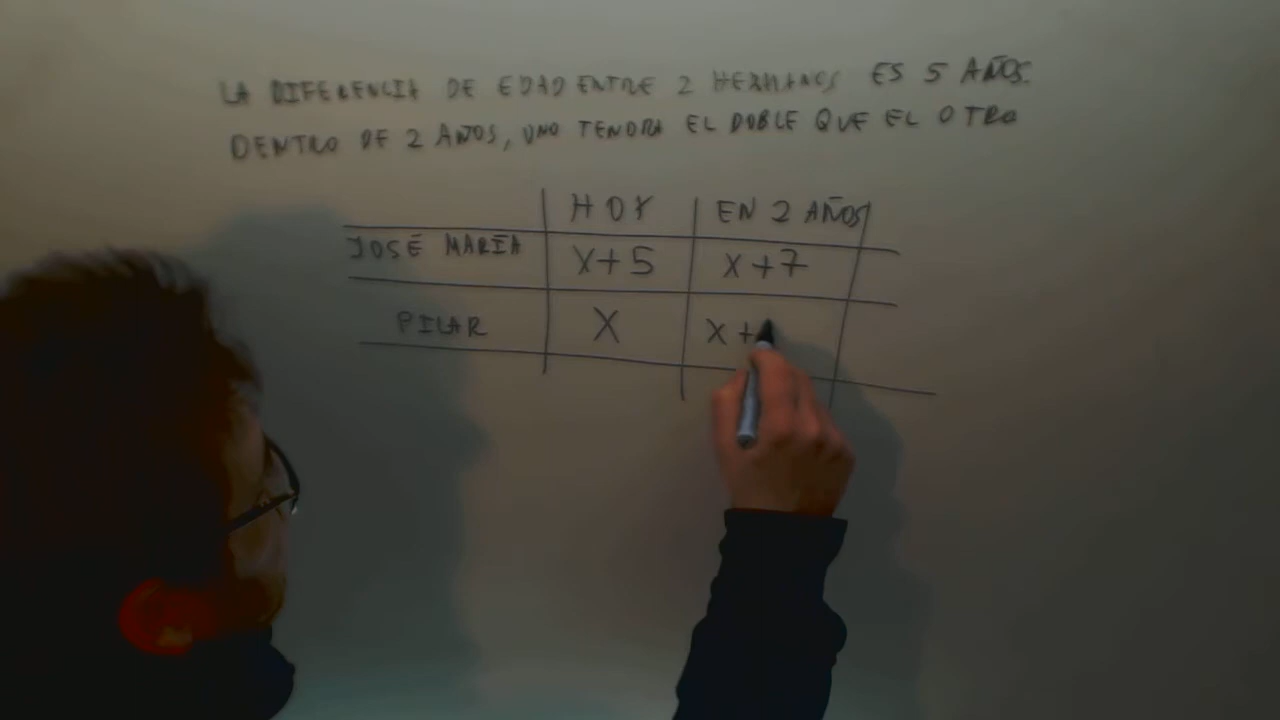 LA DIFERENCIA DE EDAD ENTRE 2 HERMANOS ES 5 AÑOS.
DENTRO DE 2 AÑOS, UNO TENDRA EL DOBLE QUE EL OTRO
HOY EN 2 AÑOS
JOSÉ MARÍA X+5 X+7
PILAR X X+